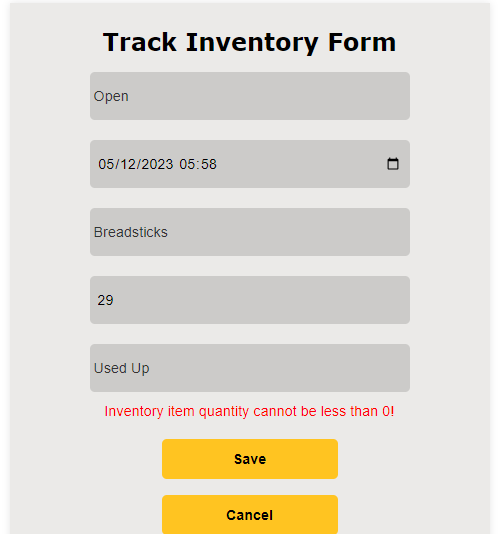 Track Inventory Form
Open
05/12/2023 05:58
Breadsticks
29
Used Up
Inventory item quantity cannot be less than 0!
Save
Cancel